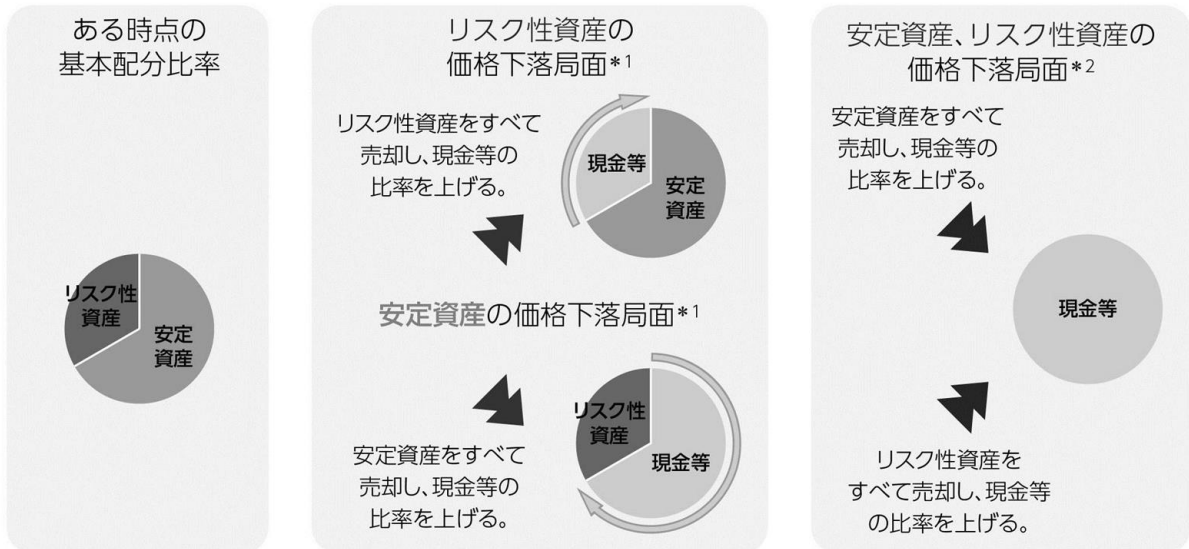 ある時点の
基本配分比率
リスク性
資産
安定
資産
リスク性資産の
価格下落局面*1
リスク性資産をすべて
売却し、現金等の
比率を上げる。
現金等
安定
資産
安定資産の価格下落局面*1
安定資産をすべて
売却し、現金等の
比率を上げる。
リスク性
資産
現金等
安定資産、リスク性資産の
価格下落局面*2
安定資産をすべて
売却し、現金等の
比率を上げる。
現金等
リスク性資産を
すべて売却し、現金等
の比率を上げる。